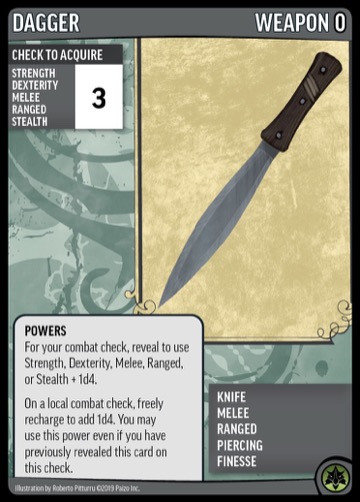 DAGGER
WEAPON 0
CHECK TO ACQUIRE
STRENGTH
DEXTERITY
MELEE
RANGED
STEALTH
3
POWERS
For your combat check, reveal to use
Strength, Dexterity, Melee, Ranged,
or Stealth + 1d4.
On a local combat check, freely
recharge to add 1d4. You may
use this power even if you have
previously revealed this card on
this check.
KNIFE
MELEE
RANGED
PIERCING
FINESSE
Illustration by Roberto Pitturru ©2019 Paizo Inc.